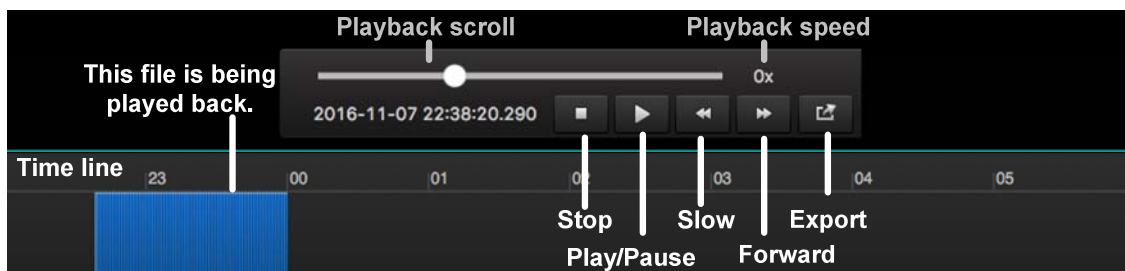 Playback scroll Playback speed
This file is being
played back.
0x
2016-11-07 22:38:20.290
Time line
23 00 01 02 03 04 05
Stop Slow Export
Play/Pause Forward